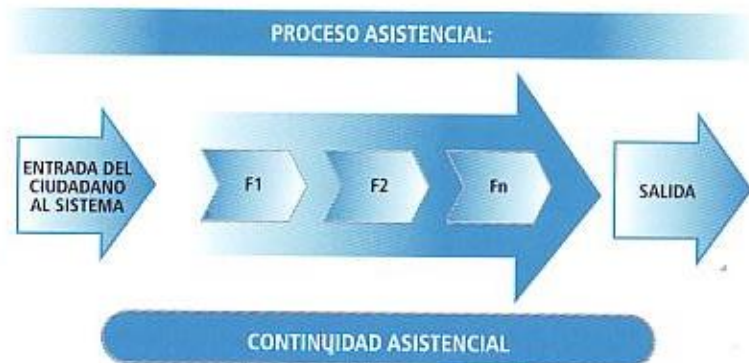 PROCESO ASISTENCIAL:
ENTRADA DEL
CIUDADANO
AL SISTEMA
F1
F2
Fn
SALIDA
CONTINUIDAD ASISTENCIAL